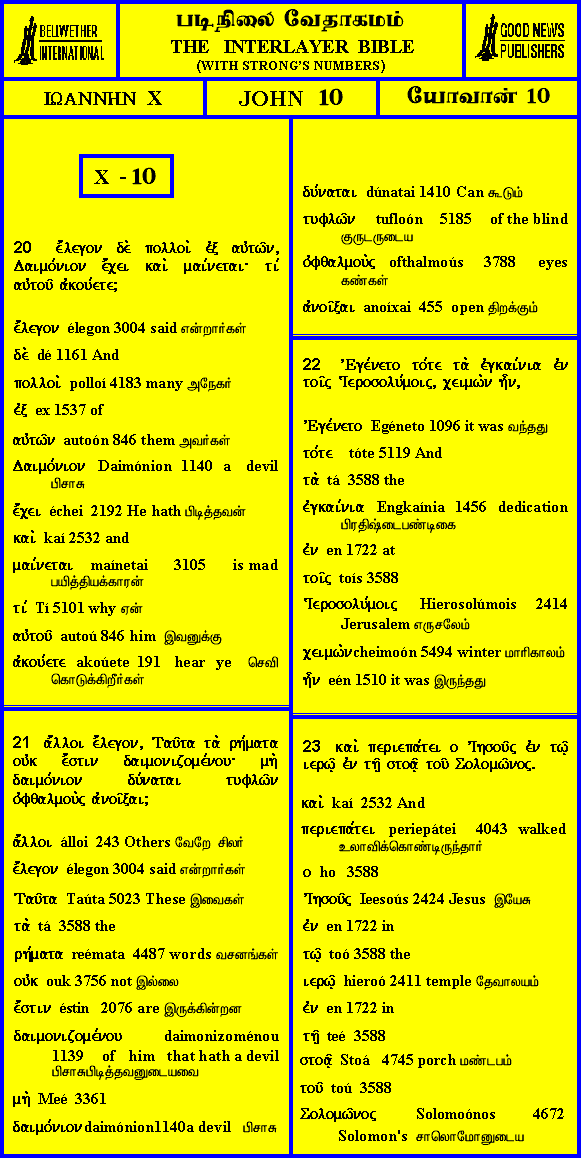 BELLWETHER
INTERNATIONAL
படிநிலை வேதாகமம்
THE INTERLAYER BIBLE
(WITH STRONG'S NUMBERS)
GOOD NEWS
PUBLISHERS
ΙΩΑΝΝΗΝ X
JOHN 10
யோவான் 10
X - 10
20 ἔλεγον δὲ πολλοὶ ἐξ αὐτῶν,
Δαιμόνιον ἔχει καὶ μαίνεται· τί
αὐτοῦ ἀκούετε;
ἔλεγον élegon 3004 said என்றார்கள்
δὲ dé 1161 And
πολλοὶ polloí 4183 many அநேகர்
ἐξ ex 1537 of
αὐτῶν autoón 846 them அவர்கள்
Δαιμόνιον Daimónion 1140 a devil
பிசாசு
ἔχει échei 2192 He hath பிடித்தவன்
καὶ kaí 2532 and
μαίνεται maínetai 3105 is mad
பயித்தியக்காரன்
τί Tí 5101 why ஏன்
αὐτοῦ autoú 846 him இவனுக்கு
ἀκούετε akoúete 191 hear ye செவி
கொடுக்கிறீர்கள்
21 ἄλλοι ἔλεγον, Ταῦτα τὰ ρήματα
οὐκ ἔστιν δαιμονιζομένου· μὴ
δαιμόνιον δύναται τυφλῶν
ὀφθαλμοὺς ἀνοῖξαι;
ἄλλοι álloi 243 Others வேறே சிலர்
ἔλεγον élegon 3004 said என்றார்கள்
Ταῦτα Taúta 5023 These இவைகள்
τὰ tá 3588 the
ρήματα reémata 4487 words வசனங்கள்
οὐκ ouk 3756 not இல்லை
ἔστιν éstin 2076 are இருக்கின்றன
δαιμονιζομένου daimonizoménou
1139 of him that hath a devil
பிசாசுபிடித்தவனுடையவை
μὴ Meé 3361
δαιμόνιον daimónion1140a devil பிசாசு
δύναται dúnatai 1410 Can கூடும்
τυφλῶν tufloón 5185 of the blind
குருடருடைய
ὀφθαλμοὺς ofthalmoús 3788 eyes
கண்கள்
ἀνοῖξαι anoíxai 455 open திறக்கும்
22 Ἐγένετο τότε τὰ ἐγκαίνια ἐν
τοῖς Ἱεροσολύμοις, χειμὼν ἦν,
Ἐγένετο Egéneto 1096 it was வந்தது
τότε tóte 5119 And
τὰ tá 3588 the
ἐγκαίνια Engkaínia 1456 dedication
பிரதிஷ்டைபண்டிகை
ἐν en 1722 at
τοῖς toís 3588
Ἱεροσολύμοις Hierosolúmois 2414
Jerusalem எருசலேம்
χειμὼν cheimoón 5494 winter மாரிகாலம்
ἦν eén 1510 it was இருந்தது
23 καὶ περιεπάτει ο Ἰησοῦς ἐν τῷ
ιερῷ ἐν τῇ στοᾷ τοῦ Σολομῶνος.
καὶ kaí 2532 And
περιεπάτει periepátei 4043 walked
உலாவிக்கொண்டிருந்தார்
ο ho 3588
Ἰησοῦς Ieesoús 2424 Jesus இயேசு
ἐν en 1722 in
τῷ toó 3588 the
ιερῷ hieroó 2411 temple தேவாலயம்
ἐν en 1722 in
τῇ teé 3588
στοᾷ Stoá 4745 porch மண்டபம்
τοῦ toú 3588
Σολομῶνος Solomoónos 4672
Solomon's சாலொமோனுடைய